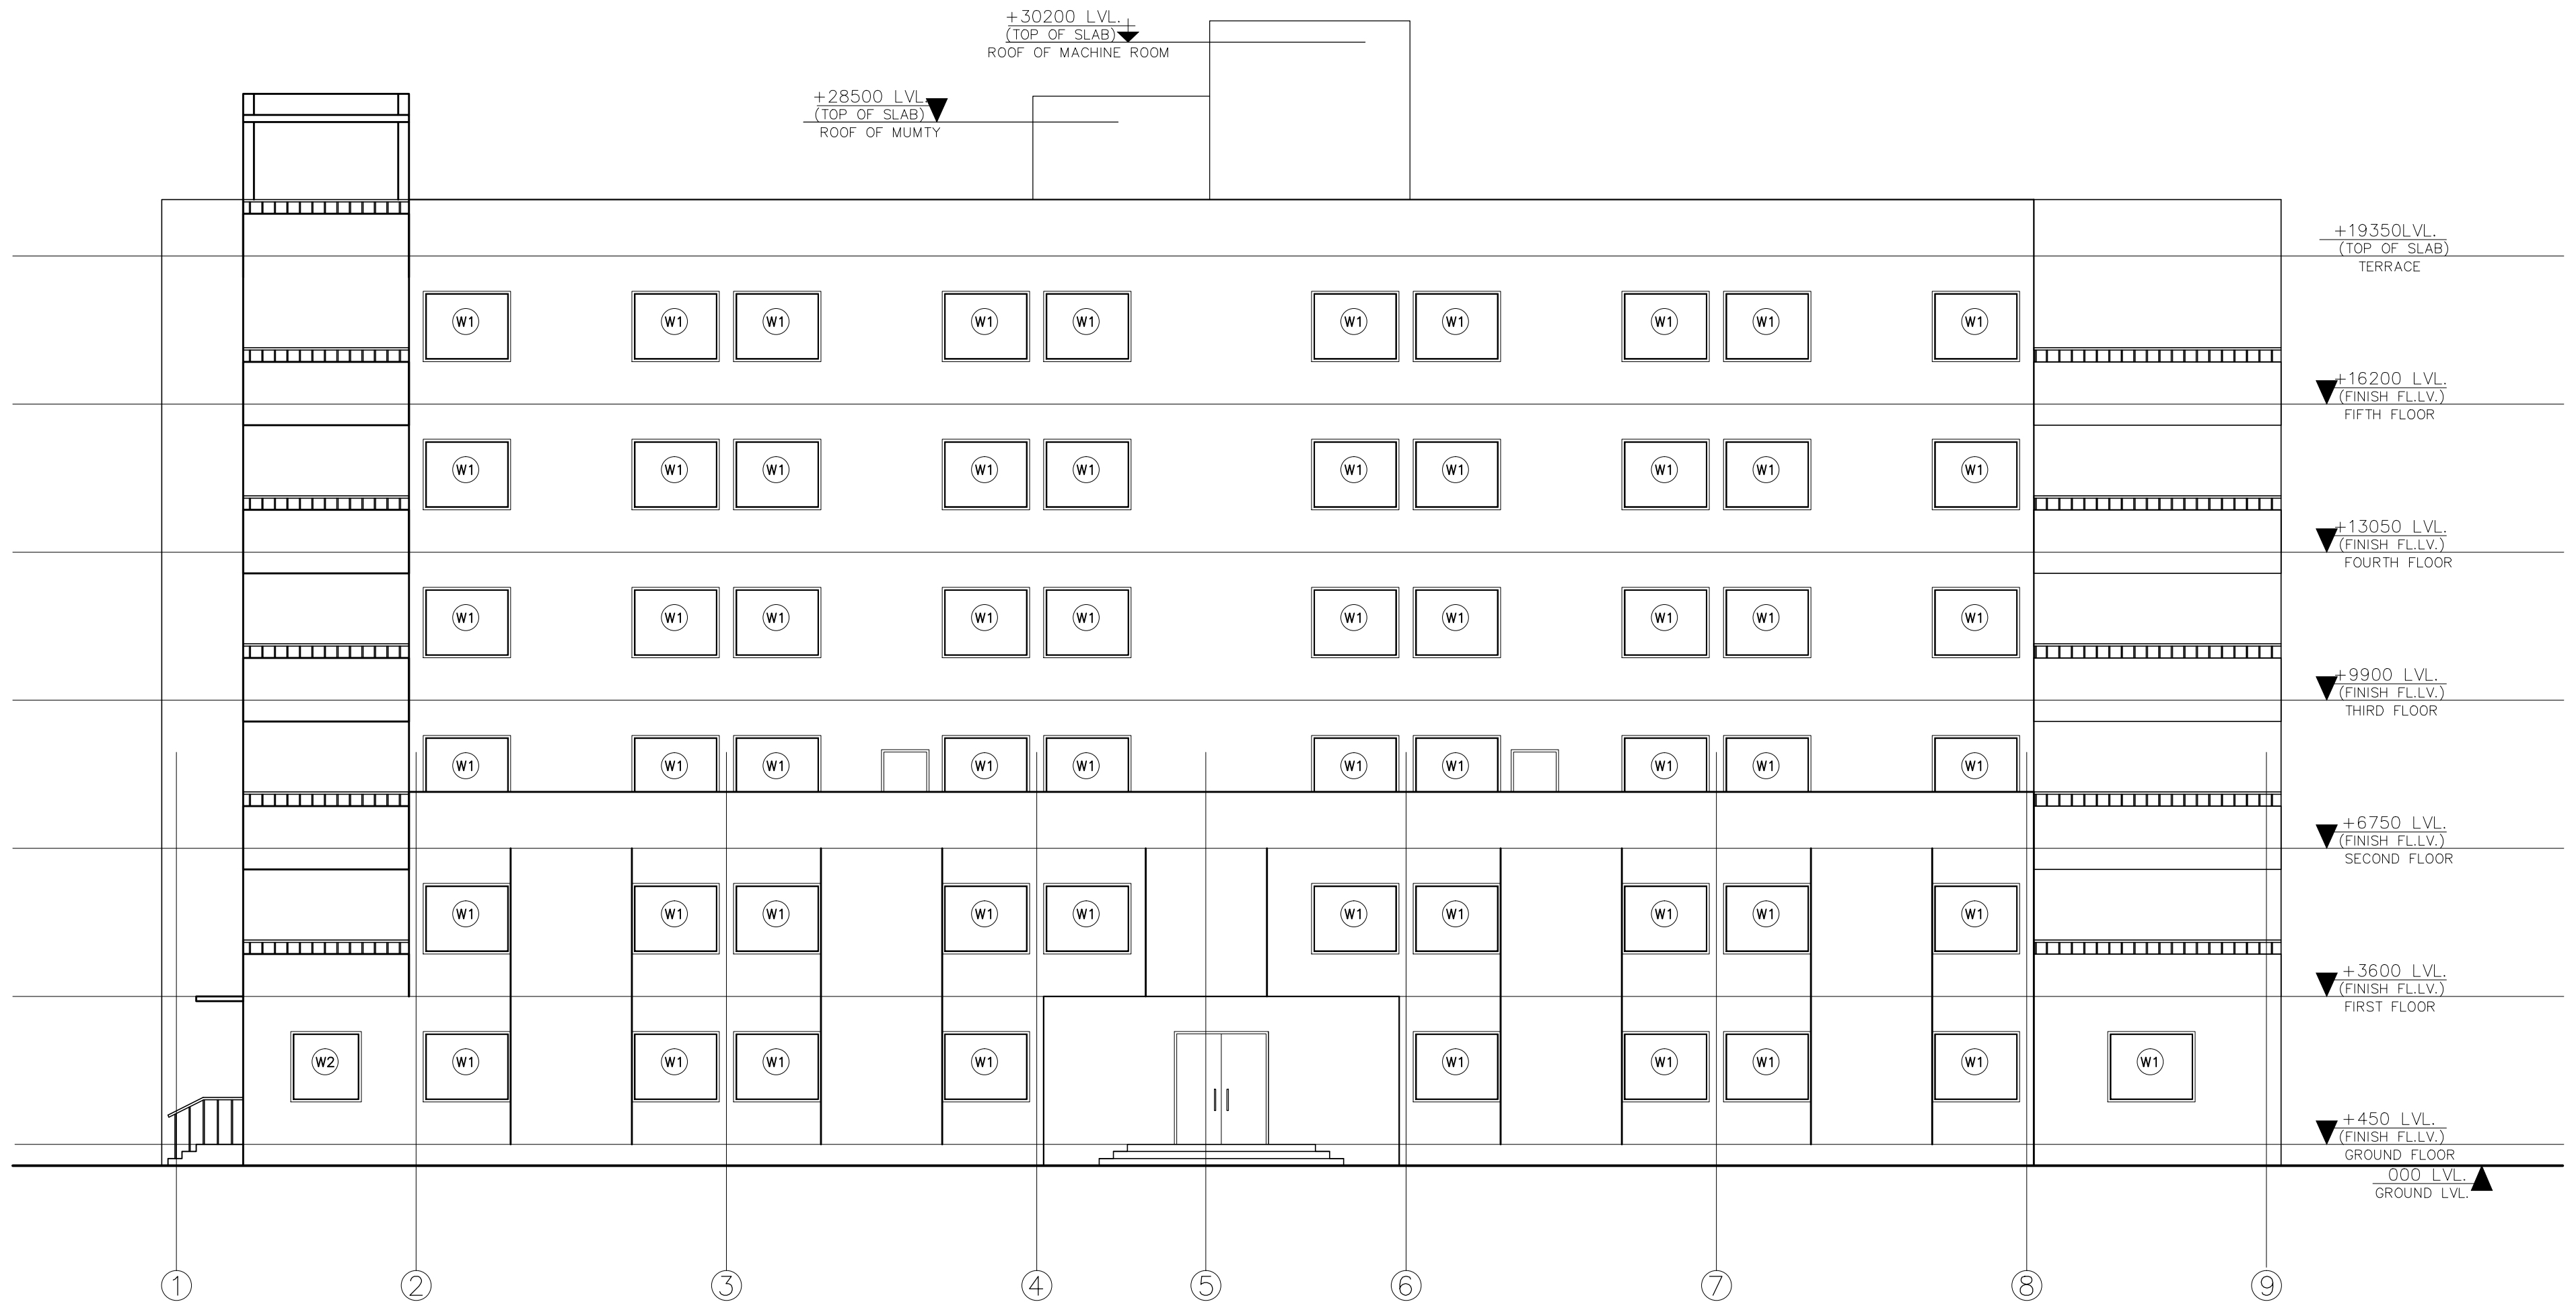 +30200 LVL.
(TOP OF SLAB)
ROOF OF MACHINE ROOM
+28500 LVL.
(TOP OF SLAB)
ROOF OF MUMTY
+19350LVL.
(TOP OF SLAB)
TERRACE
W1 W1 W1 W1 W1 W1 W1 W1 W1 W1
+16200 LVL.
(FINISH FL.LV.)
FIFTH FLOOR
W1 W1 W1 W1 W1 W1 W1 W1 W1 W1
+13050 LVL.
(FINISH FL.LV.)
FOURTH FLOOR
W1 W1 W1 W1 W1 W1 W1 W1 W1 W1
+9900 LVL.
(FINISH FL.LV.)
THIRD FLOOR
W1 W1 W1 W1 W1 W1 W1 W1 W1 W1
+6750 LVL.
(FINISH FL.LV.)
SECOND FLOOR
W1 W1 W1 W1 W1 W1 W1 W1 W1 W1
+3600 LVL.
(FINISH FL.LV.)
FIRST FLOOR
W2 W1 W1 W1 W1 W1 W1 W1 W1 W1
+450 LVL.
(FINISH FL.LV.)
GROUND FLOOR
000 LVL.
GROUND LVL.
1 2 3 4 5 6 7 8 9